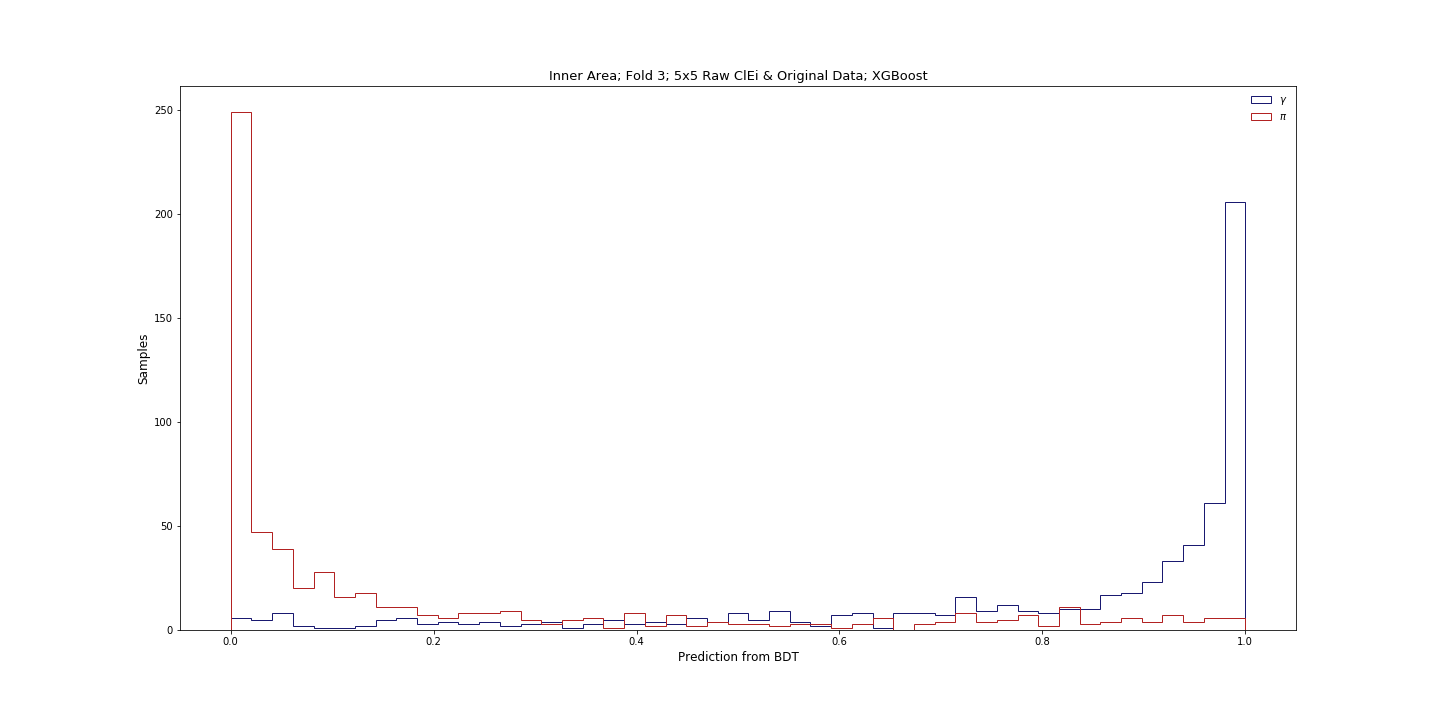 Inner Area; Fold 3; 5x5 Raw ClEi & Original Data; XGBoost
γ
π
250
200
150
100
50
0
Samples
0.0 0.2 0.4 0.6 0.8 1.0
Prediction from BDT